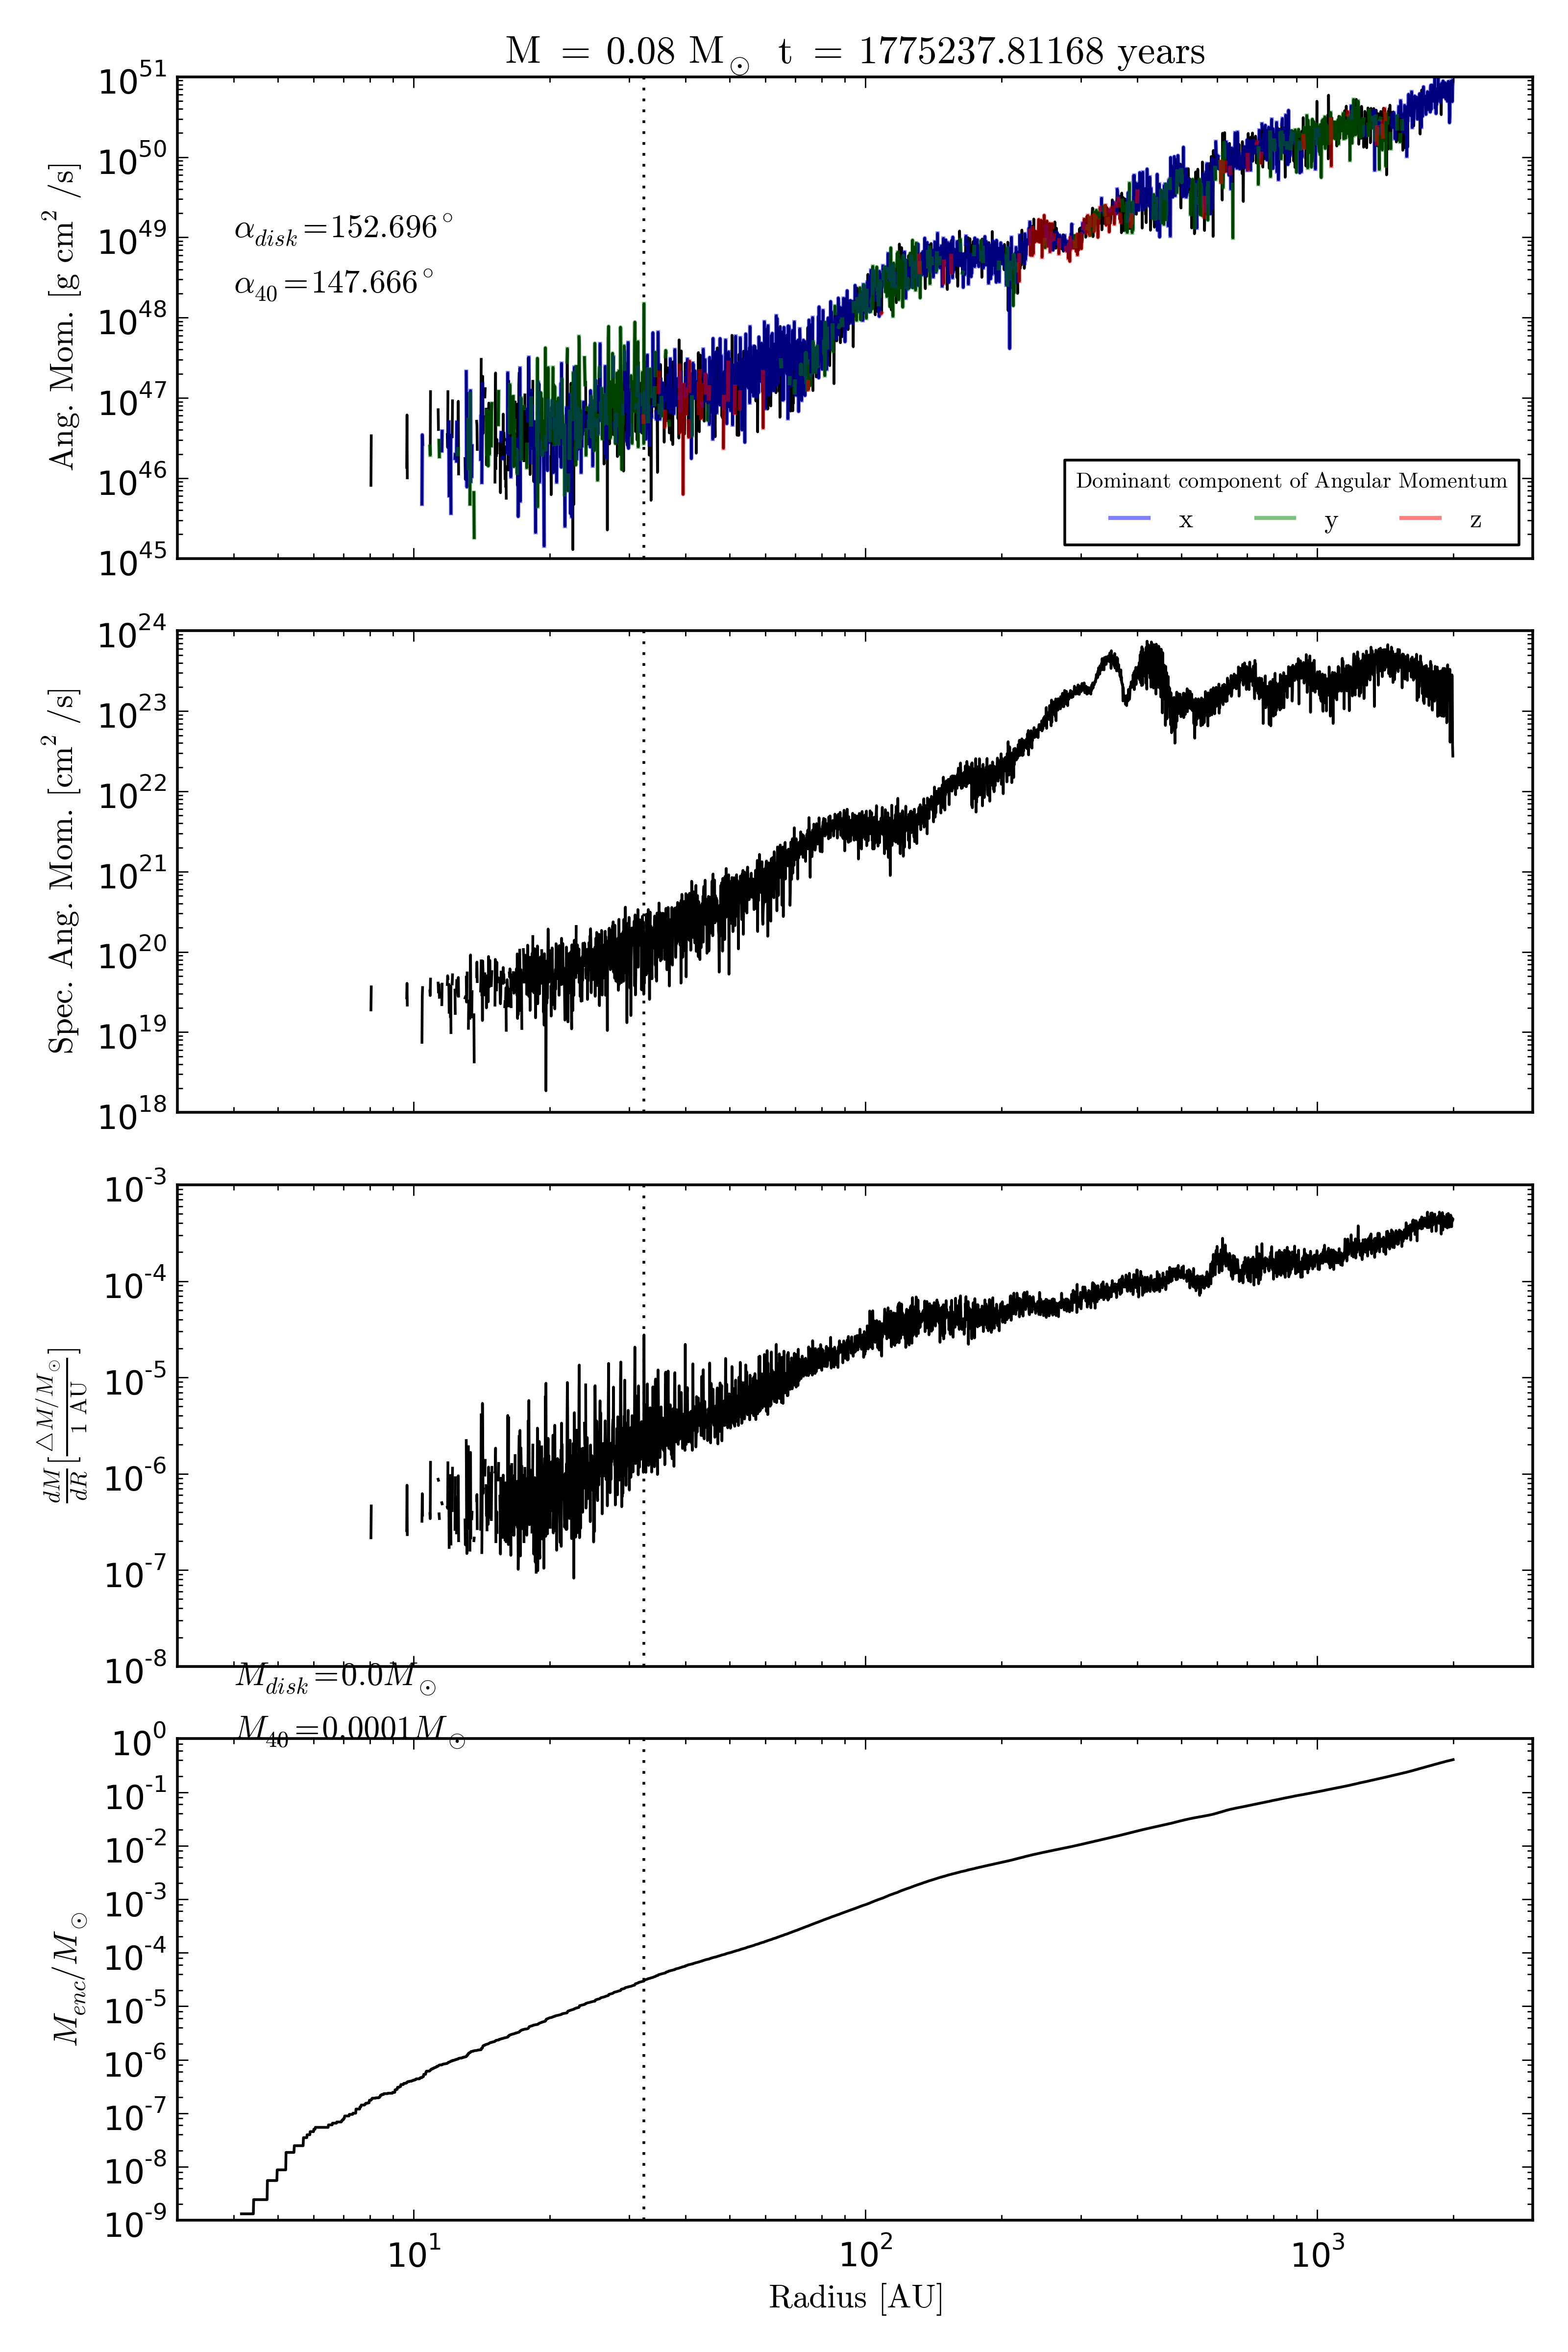 M = 0.08 M⊙ t = 1775237.81168 years
10^51
10^50
10^49
10^48
10^47
10^46
10^45
Ang. Mom. [g cm^2 /s]
α_disk=152.696°
α_40=147.666°
Dominant component of Angular Momentum
x y z
10^24
10^23
10^22
10^21
10^20
10^19
10^18
Spec. Ang. Mom. [cm^2 /s]
10^-3
10^-4
10^-5
10^-6
10^-7
10^-8
dM/dR [△M/M⊙ / 1 AU]
M_disk=0.0M⊙
M_40=0.0001M⊙
10^0
10^-1
10^-2
10^-3
10^-4
10^-5
10^-6
10^-7
10^-8
10^-9
M_enc/M⊙
10^1 10^2 10^3
Radius [AU]